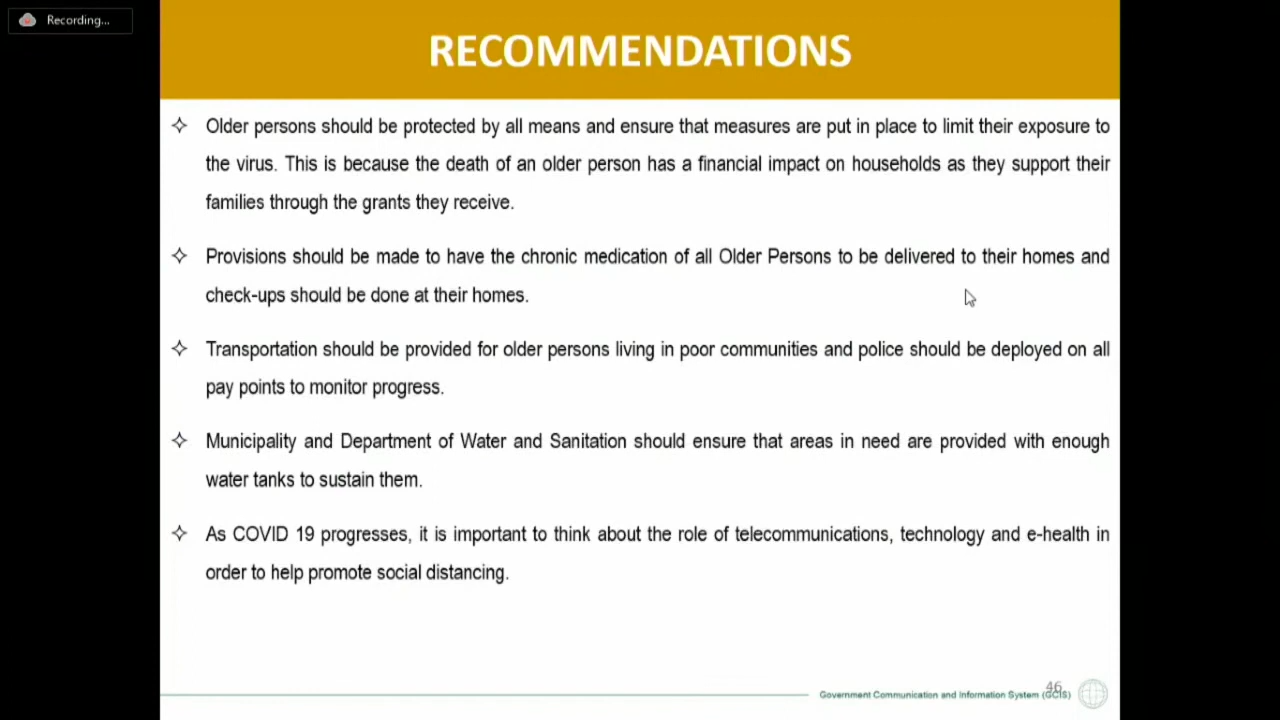 Recording...
RECOMMENDATIONS
Older persons should be protected by all means and ensure that measures are put in place to limit their exposure to
the virus. This is because the death of an older person has a financial impact on households as they support their
families through the grants they receive.
Provisions should be made to have the chronic medication of all Older Persons to be delivered to their homes and
check-ups should be done at their homes.
Transportation should be provided for older persons living in poor communities and police should be deployed on all
pay points to monitor progress.
Municipality and Department of Water and Sanitation should ensure that areas in need are provided with enough
water tanks to sustain them.
As COVID 19 progresses, it is important to think about the role of telecommunications, technology and e-health in
order to help promote social distancing.
46
Government Communication and Information System (GCIS)